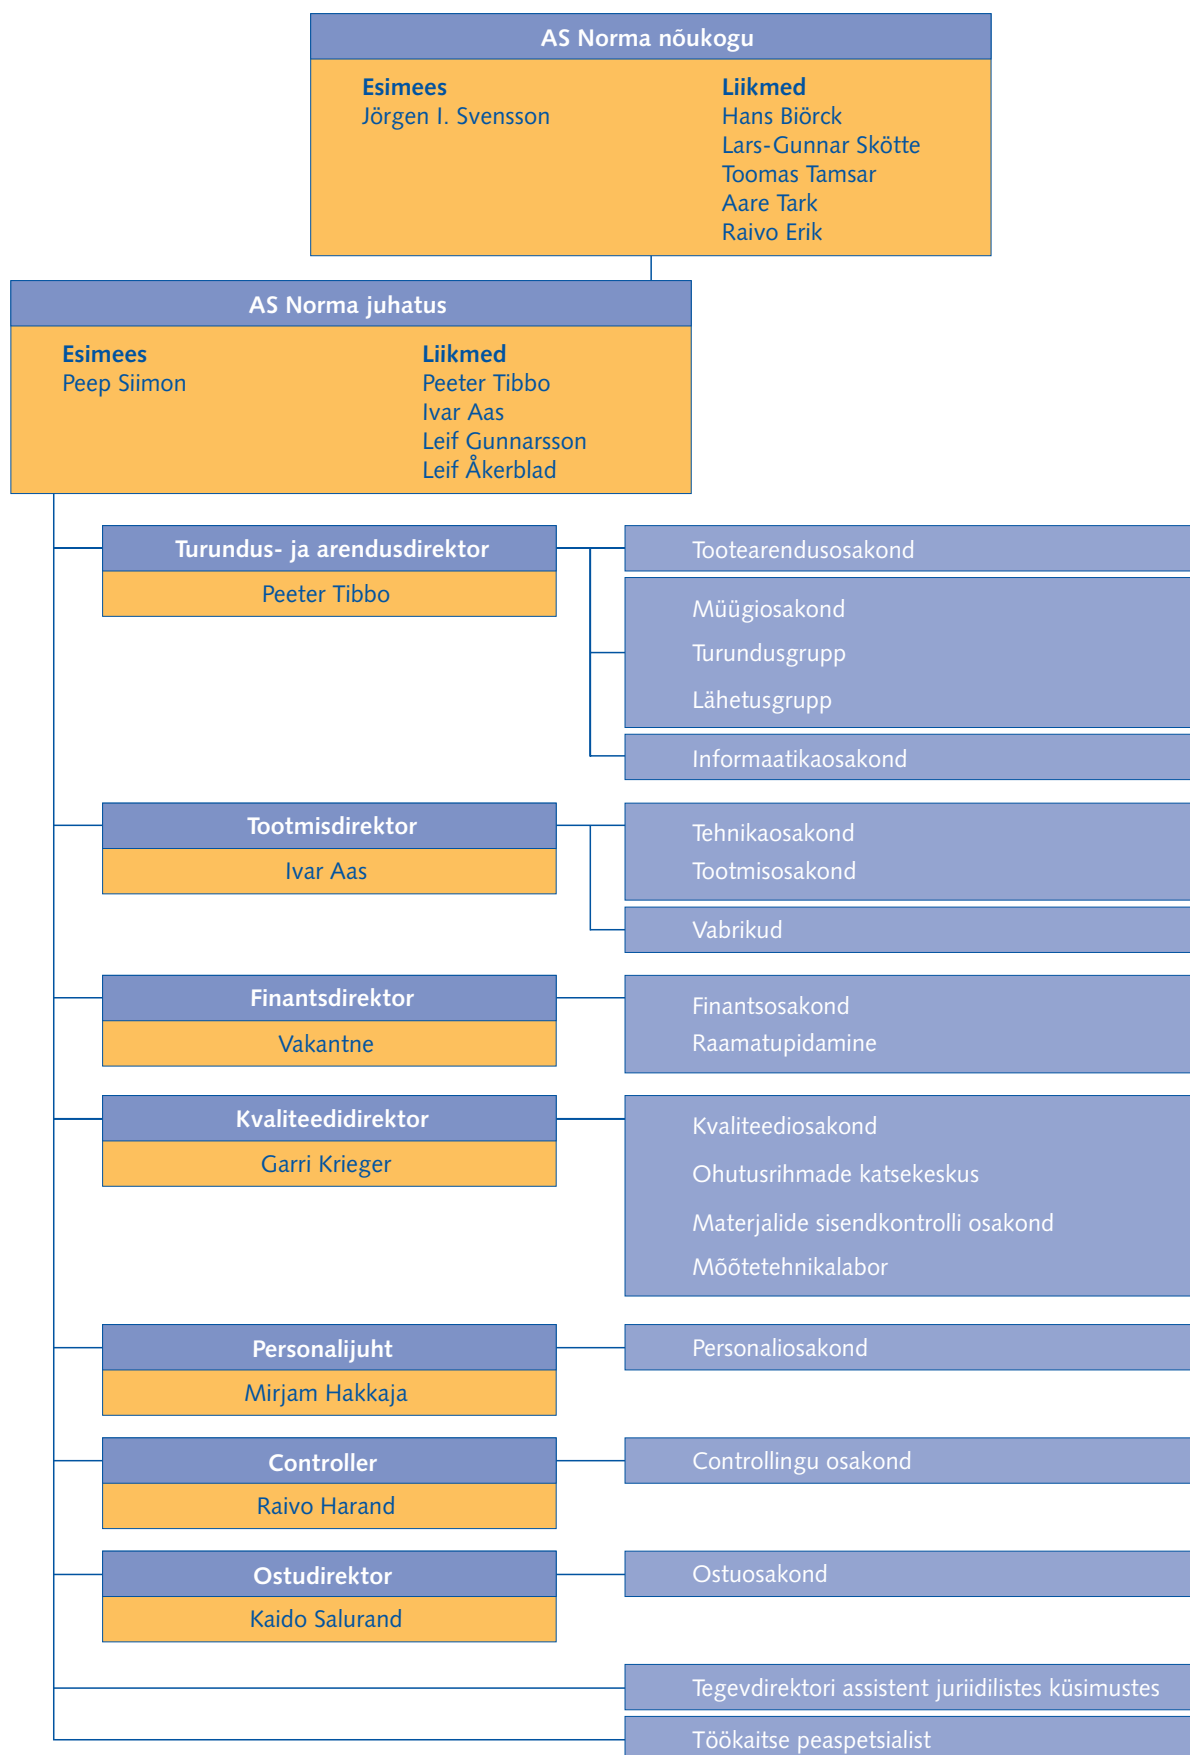 AS Norma nõukogu
Esimees
Jörgen I. Svensson
Liikmed
Hans Biörck
Lars-Gunnar Skötte
Toomas Tamsar
Aare Tark
Raivo Erik
AS Norma juhatus
Esimees
Peep Siimon
Liikmed
Peeter Tibbo
Ivar Aas
Leif Gunnarsson
Leif Åkerblad
Turundus- ja arendusdirektor
Peeter Tibbo
Tootearendusosakond
Müügiosakond
Turundusgrupp
Lähetusgrupp
Informaatikaosakond
Tootmisdirektor
Ivar Aas
Tehnikaosakond
Tootmisosakond
Vabrikud
Finantsdirektor
Vakantne
Finantsosakond
Raamatupidamine
Kvaliteedidirektor
Garri Krieger
Kvaliteediosakond
Ohutusrihmade katsekeskus
Materjalide sisendkontrolli osakond
Mõõtetehnikalabor
Personalijuht
Mirjam Hakkaja
Personaliosakond
Controller
Raivo Harand
Controllingu osakond
Ostudirektor
Kaido Salurand
Ostuosakond
Tegevdirektori assistent juriidilistes küsimustes
Töökaitse peaspetsialist